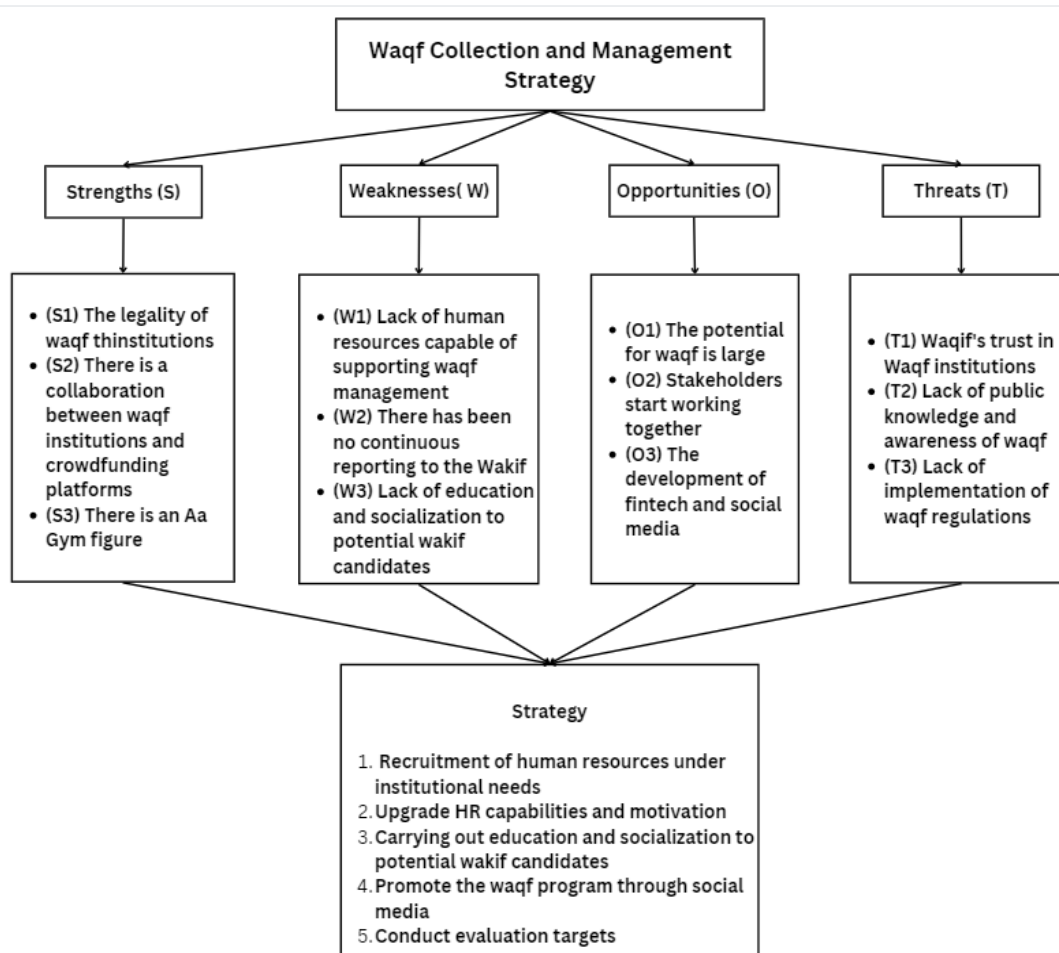 Waqf Collection and Management
Strategy
Strengths (S)
Weaknesses( W)
Opportunities (O)
Threats (T)
• (S1) The legality of
waqf thinstitutions
• (S2) There is a
collaboration
between waqf
institutions and
crowdfunding
platforms
• (S3) There is an Aa
Gym figure
• (W1) Lack of human
resources capable of
supporting waqf
management
• (W2) There has been
no continuous
reporting to the Wakif
• (W3) Lack of education
and socialization to
potential wakif
candidates
• (O1) The potential
for waqf is large
• (O2) Stakeholders
start working
together
• (O3) The
development of
fintech and social
media
• (T1) Waqif's trust in
Waqf institutions
• (T2) Lack of public
knowledge and
awareness of waqf
• (T3) Lack of
implementation of
waqf regulations
Strategy
1. Recruitment of human resources under
institutional needs
2. Upgrade HR capabilities and motivation
3. Carrying out education and socialization to
potential wakif candidates
4. Promote the waqf program through social
media
5. Conduct evaluation targets